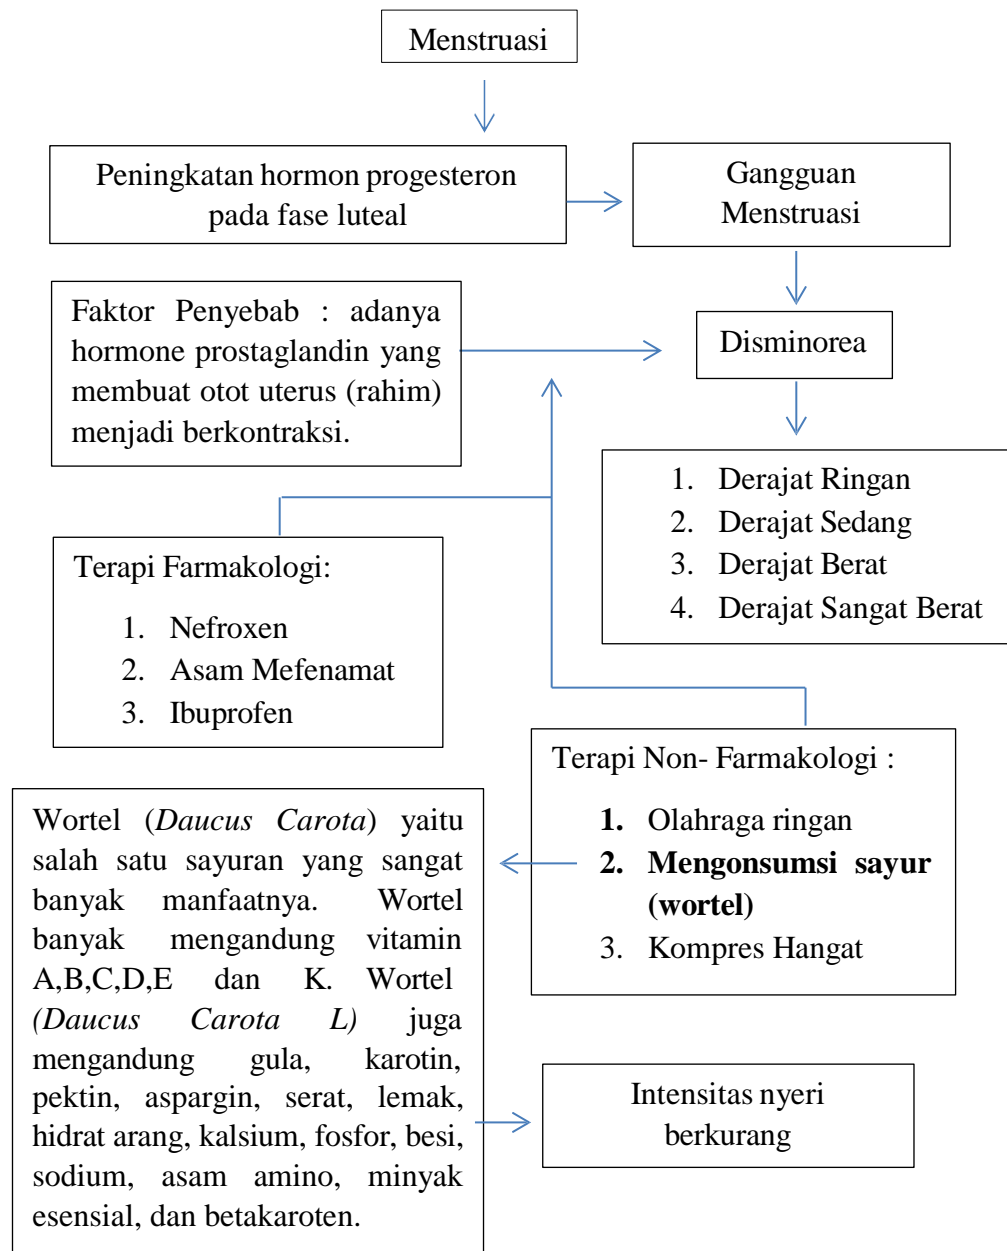 Menstruasi
Peningkatan hormon progesteron
pada fase luteal
Gangguan
Menstruasi
Faktor Penyebab : adanya
hormone prostaglandin yang
membuat otot uterus (rahim)
menjadi berkontraksi.
Disminorea
1. Derajat Ringan
2. Derajat Sedang
3. Derajat Berat
4. Derajat Sangat Berat
Terapi Farmakologi:
1. Nefroxen
2. Asam Mefenamat
3. Ibuprofen
Terapi Non- Farmakologi :
1. Olahraga ringan
2. Mengonsumsi sayur
(wortel)
3. Kompres Hangat
Wortel (Daucus Carota) yaitu
salah satu sayuran yang sangat
banyak manfaatnya. Wortel
banyak mengandung vitamin
A,B,C,D,E dan K. Wortel
(Daucus Carota L) juga
mengandung gula, karotin,
pektin, aspargin, serat, lemak,
hidrat arang, kalsium, fosfor, besi,
sodium, asam amino, minyak
esensial, dan betakaroten.
Intensitas nyeri
berkurang